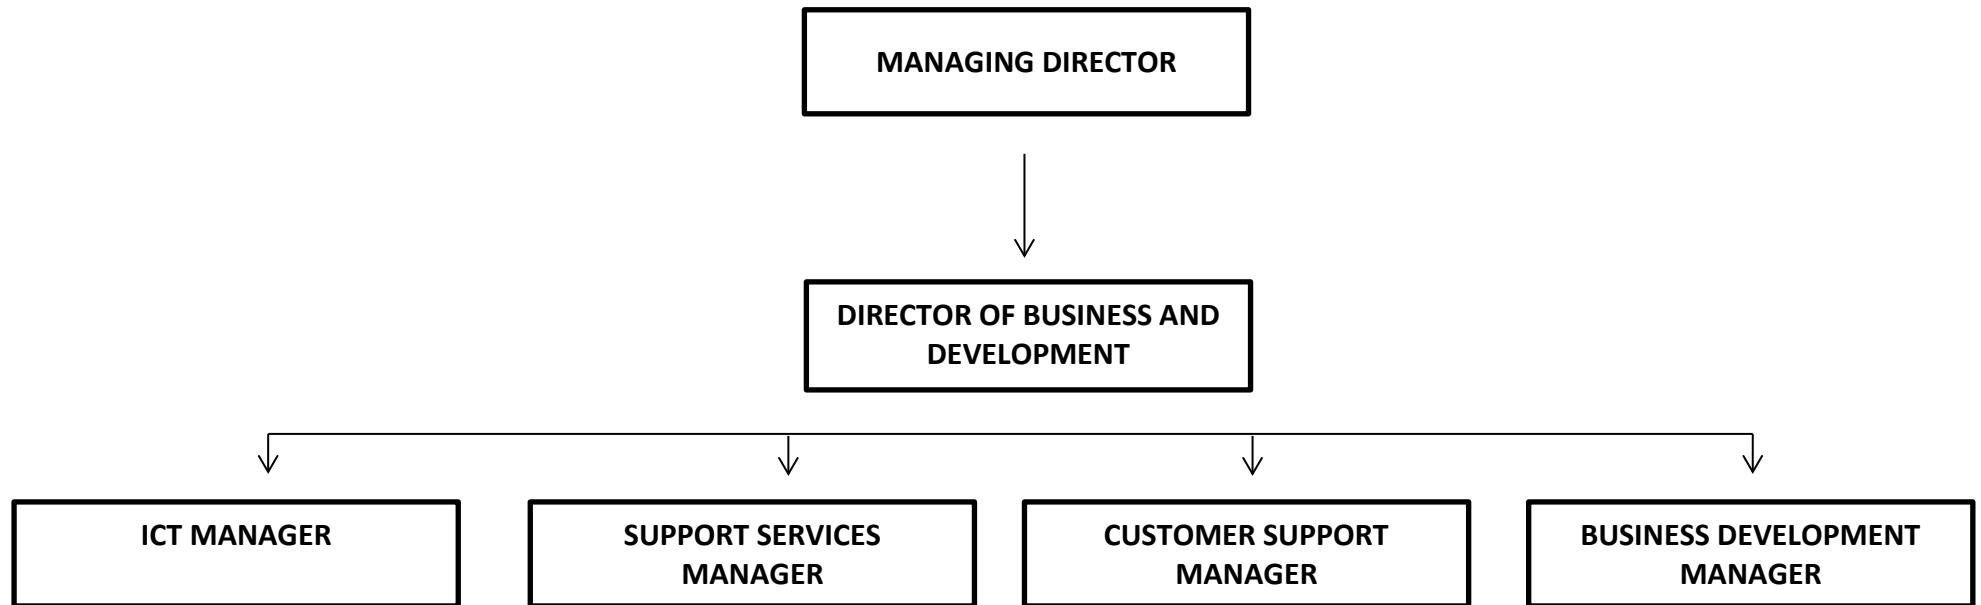 MANAGING DIRECTOR
DIRECTOR OF BUSINESS AND
DEVELOPMENT
ICT MANAGER
SUPPORT SERVICES
MANAGER
CUSTOMER SUPPORT
MANAGER
BUSINESS DEVELOPMENT
MANAGER